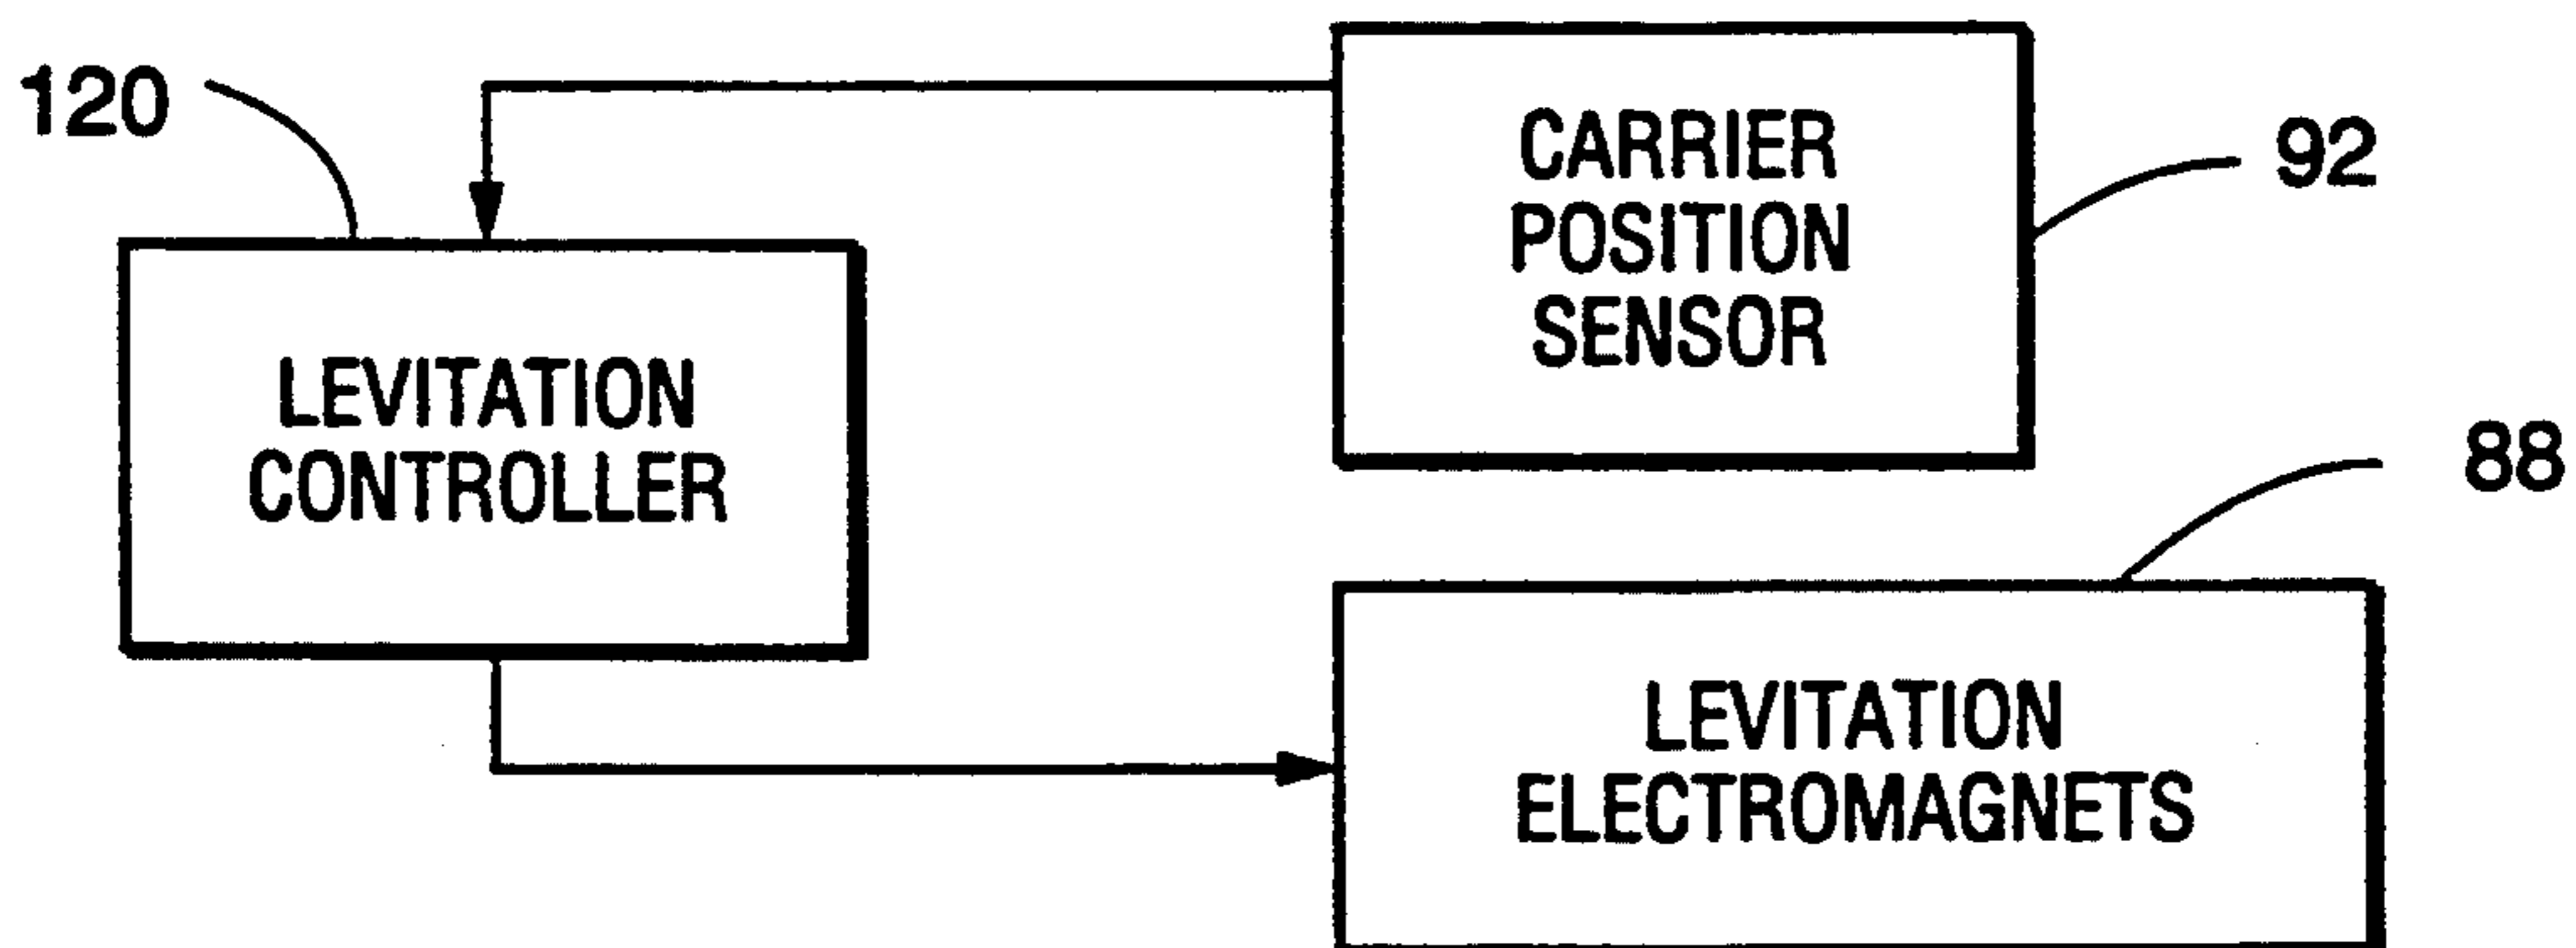 120
CARRIER
POSITION
SENSOR
92
LEVITATION
CONTROLLER
88
LEVITATION
ELECTROMAGNETS